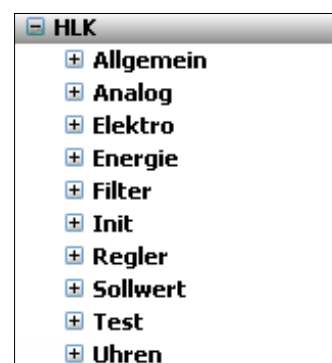 HLK
Allgemein
Analog
Elektro
Energie
Filter
Init
Regler
Sollwert
Test
Uhren